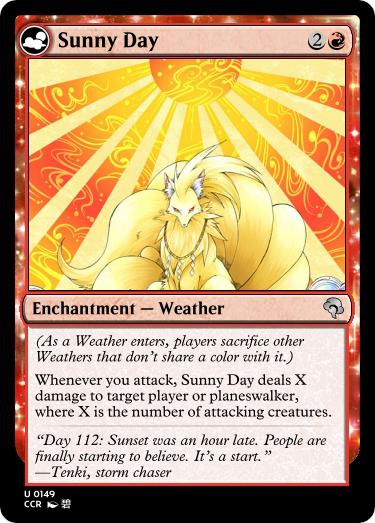 Sunny Day
2
Enchantment — Weather
(As a Weather enters, players sacrifice other
Weathers that don't share a color with it.)
Whenever you attack, Sunny Day deals X
damage to target player or planeswalker,
where X is the number of attacking creatures.
"Day 112: Sunset was an hour late. People are
finally starting to believe. It's a start."
—Tenki, storm chaser
U 0149
CCR 碧